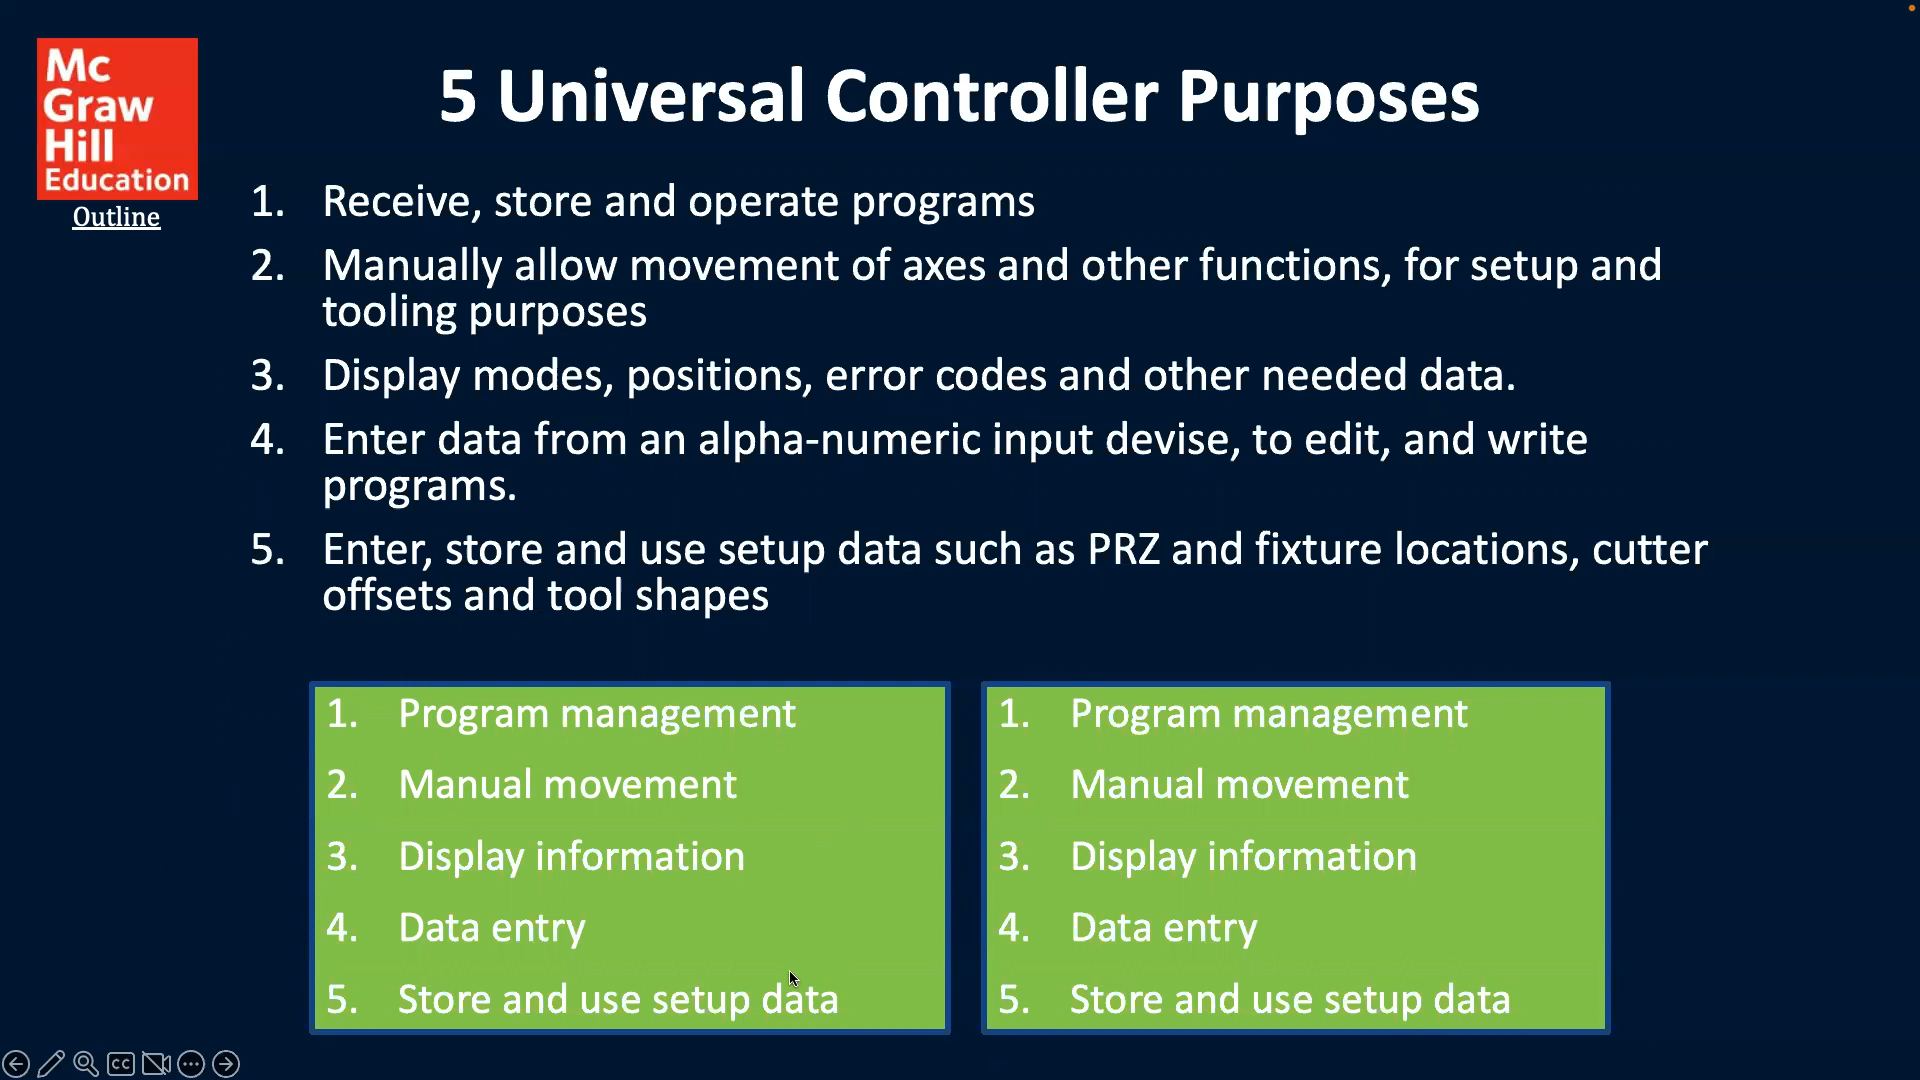 Mc
Graw
Hill
Education
Outline
5 Universal Controller Purposes
1. Receive, store and operate programs
2. Manually allow movement of axes and other functions, for setup and
tooling purposes
3. Display modes, positions, error codes and other needed data.
4. Enter data from an alpha-numeric input devise, to edit, and write
programs.
5. Enter, store and use setup data such as PRZ and fixture locations, cutter
offsets and tool shapes
1. Program management
2. Manual movement
3. Display information
4. Data entry
5. Store and use setup data
1. Program management
2. Manual movement
3. Display information
4. Data entry
5. Store and use setup data
CC